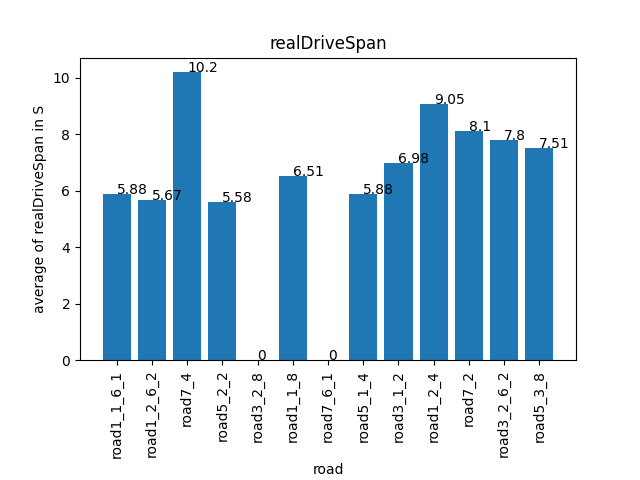 realDriveSpan
average of realDriveSpan in S
10
8
6
4
2
0
5.88
5.67
10.2
5.58
0
6.51
0
5.88
6.98
9.05
8.1
7.8
7.51
road1_1_6_1
road1_2_6_2
road7_4
road5_2_2
road3_2_8
road1_1_8
road7_6_1
road5_1_4
road3_1_2
road1_2_4
road7_2
road3_2_6_2
road5_3_8
road